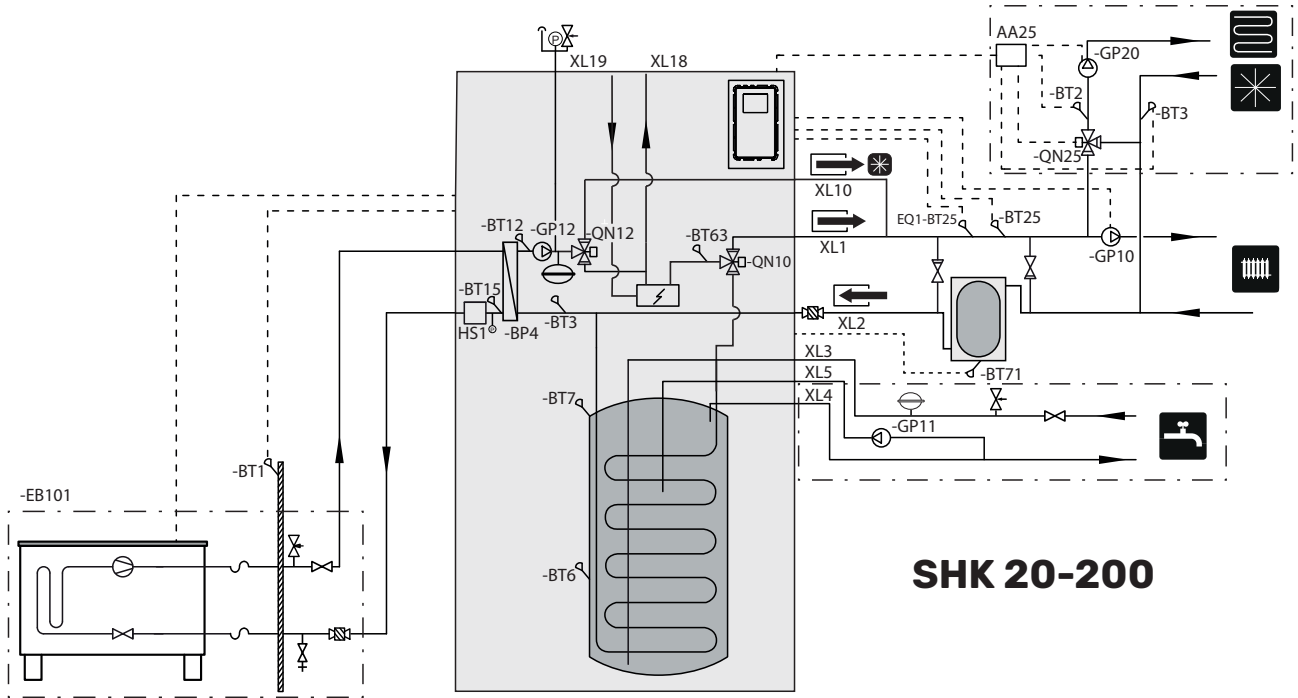 AA25
-GP20
P
XL19
XL18
-BT2
-BT3
-QN25
XL10
-BT12
-GP12
-QN12
EQ1-BT25
-BT25
-BT63
XL1
-GP10
-QN10
-BT15
HS1
-BP4
-BT3
XL2
XL3
-BT71
XL5
XL4
-BT7
-GP11
-BT1
-EB101
-BT6
SHK 20-200